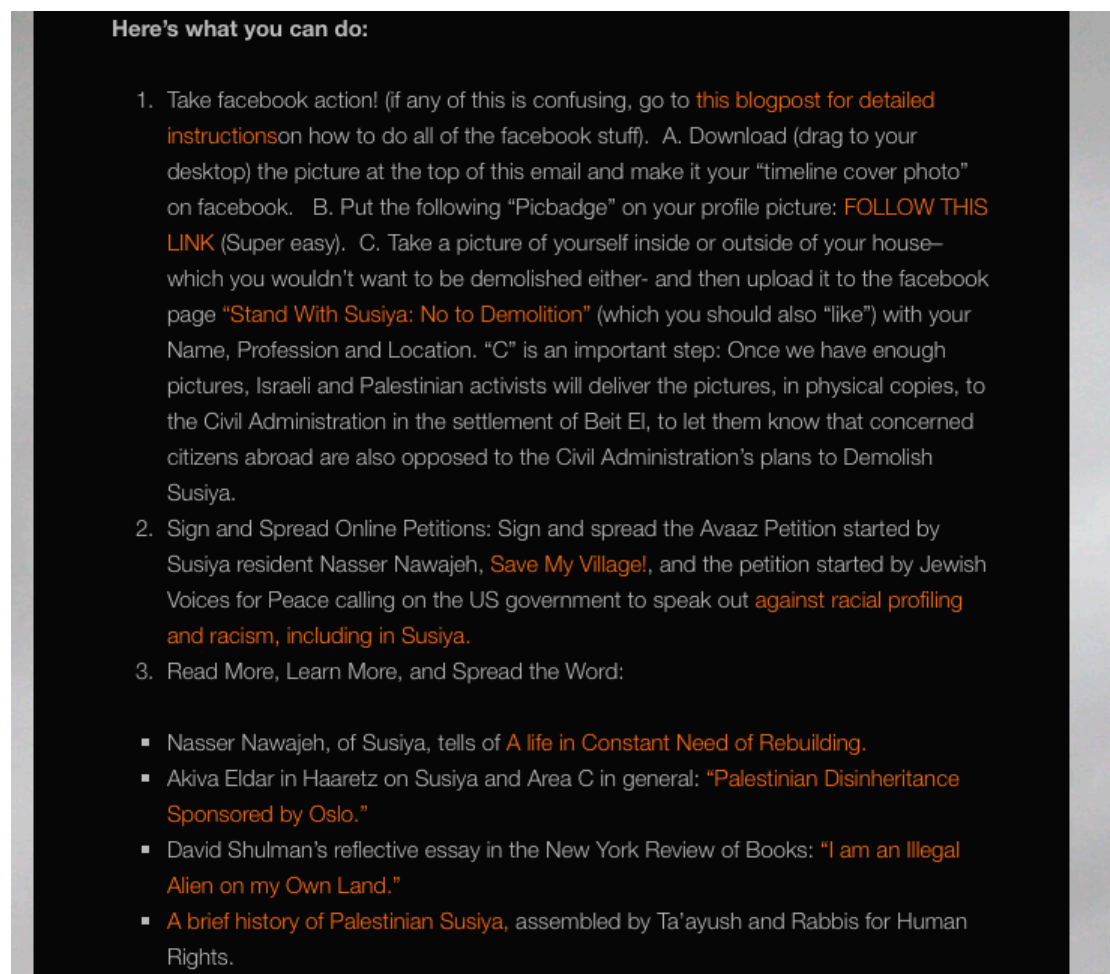 Here's what you can do:
1. Take facebook action! (if any of this is confusing, go to this blogpost for detailed
instructionson how to do all of the facebook stuff).  A. Download (drag to your
desktop) the picture at the top of this email and make it your “timeline cover photo”
on facebook.   B. Put the following “Picbadge” on your profile picture: FOLLOW THIS
LINK (Super easy).  C. Take a picture of yourself inside or outside of your house–
which you wouldn't want to be demolished either- and then upload it to the facebook
page “Stand With Susiya: No to Demolition” (which you should also “like”) with your
Name, Profession and Location. “C” is an important step: Once we have enough
pictures, Israeli and Palestinian activists will deliver the pictures, in physical copies, to
the Civil Administration in the settlement of Beit El, to let them know that concerned
citizens abroad are also opposed to the Civil Administration's plans to Demolish
Susiya.
2. Sign and Spread Online Petitions: Sign and spread the Avaaz Petition started by
Susiya resident Nasser Nawajeh, Save My Village!, and the petition started by Jewish
Voices for Peace calling on the US government to speak out against racial profiling
and racism, including in Susiya.
3. Read More, Learn More, and Spread the Word:
▪ Nasser Nawajeh, of Susiya, tells of A life in Constant Need of Rebuilding.
▪ Akiva Eldar in Haaretz on Susiya and Area C in general: “Palestinian Disinheritance
Sponsored by Oslo.”
▪ David Shulman's reflective essay in the New York Review of Books: “I am an Illegal
Alien on my Own Land.”
▪ A brief history of Palestinian Susiya, assembled by Ta'ayush and Rabbis for Human
Rights.